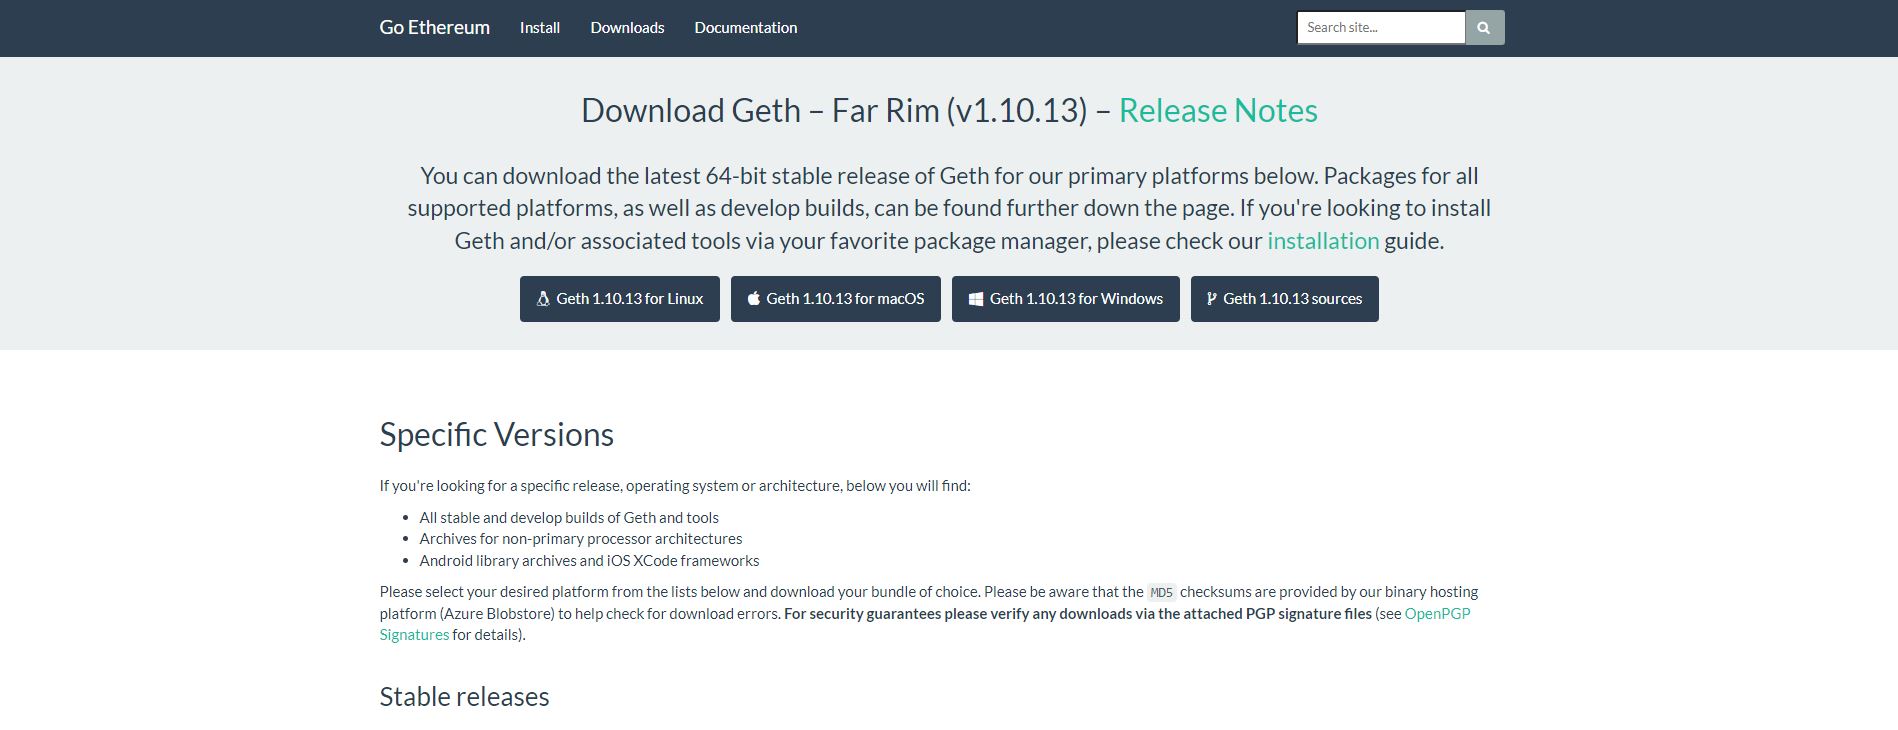 Go Ethereum Install Downloads Documentation Search site...
Download Geth – Far Rim (v1.10.13) – Release Notes
You can download the latest 64-bit stable release of Geth for our primary platforms below. Packages for all
supported platforms, as well as develop builds, can be found further down the page. If you're looking to install
Geth and/or associated tools via your favorite package manager, please check our installation guide.
Geth 1.10.13 for Linux Geth 1.10.13 for macOS Geth 1.10.13 for Windows Geth 1.10.13 sources
Specific Versions
If you're looking for a specific release, operating system or architecture, below you will find:
• All stable and develop builds of Geth and tools
• Archives for non-primary processor architectures
• Android library archives and iOS XCode frameworks
Please select your desired platform from the lists below and download your bundle of choice. Please be aware that the MD5 checksums are provided by our binary hosting
platform (Azure Blobstore) to help check for download errors. For security guarantees please verify any downloads via the attached PGP signature files (see OpenPGP
Signatures for details).
Stable releases